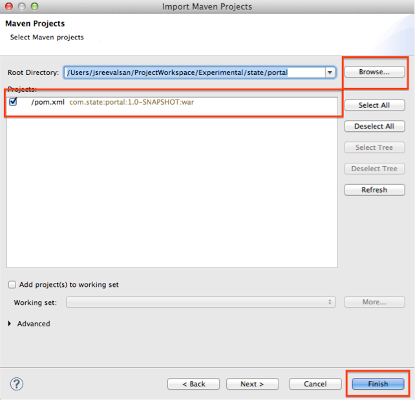 Import Maven Projects
Maven Projects
Select Maven projects
Root Directory: /Users/jsreevalsan/ProjectWorkspace/Experimental/state/portal Browse...
Projects:
/pom.xml com.state:portal:1.0-SNAPSHOT:war
Select All
Deselect All
Select Tree
Deselect Tree
Refresh
Add project(s) to working set
Working set: More...
Advanced
? < Back Next > Cancel Finish